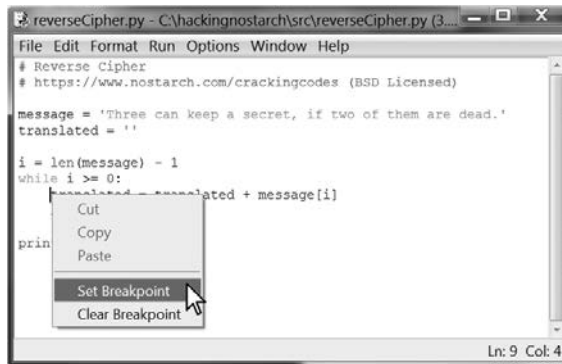 reverseCipher.py - C:\hackingnostarch\src\reverseCipher.py (3....
File Edit Format Run Options Window Help
# Reverse Cipher
# https://www.nostarch.com/crackingcodes (BSD Licensed)
message = 'Three can keep a secret, if two of them are dead.'
translated = ''
i = len(message) - 1
while i >= 0:
translated = translated + message[i]
Cut
Copy
prin
Paste
Set Breakpoint
Clear Breakpoint
Ln: 9 Col: 4